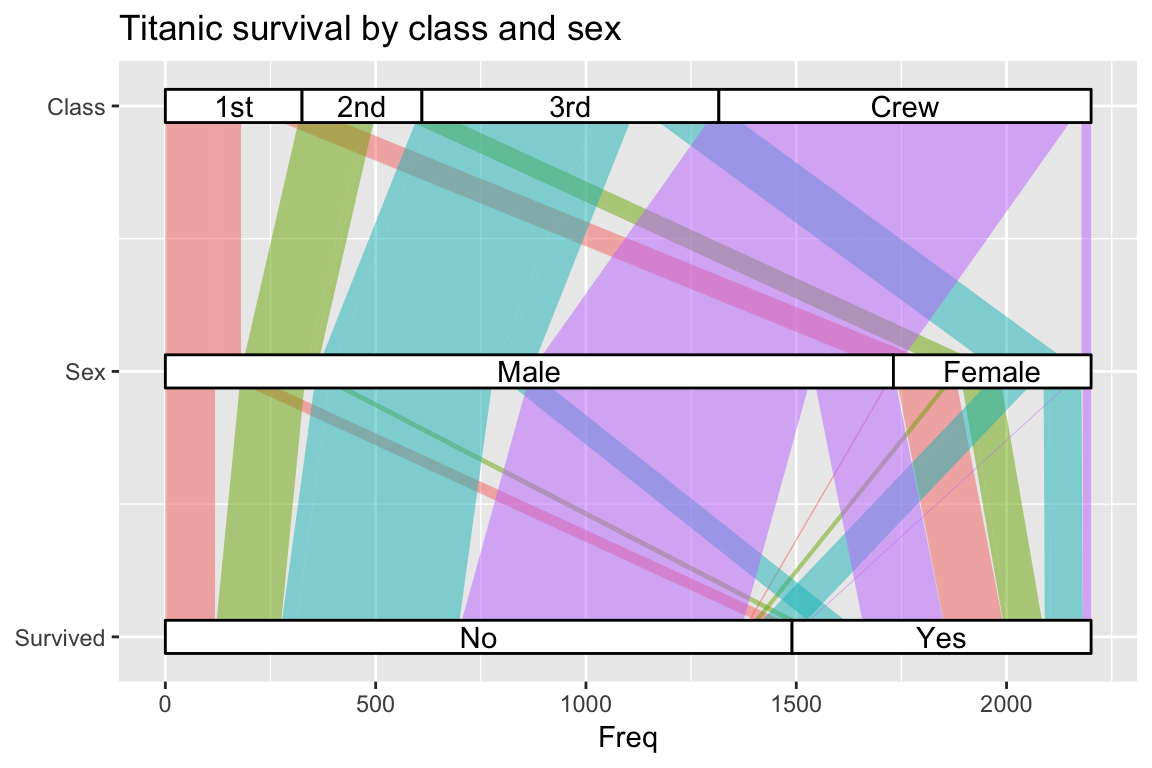 Titanic survival by class and sex
Class
1st 2nd 3rd Crew
Sex
Male Female
Survived
No Yes
0 500 1000 1500 2000
Freq